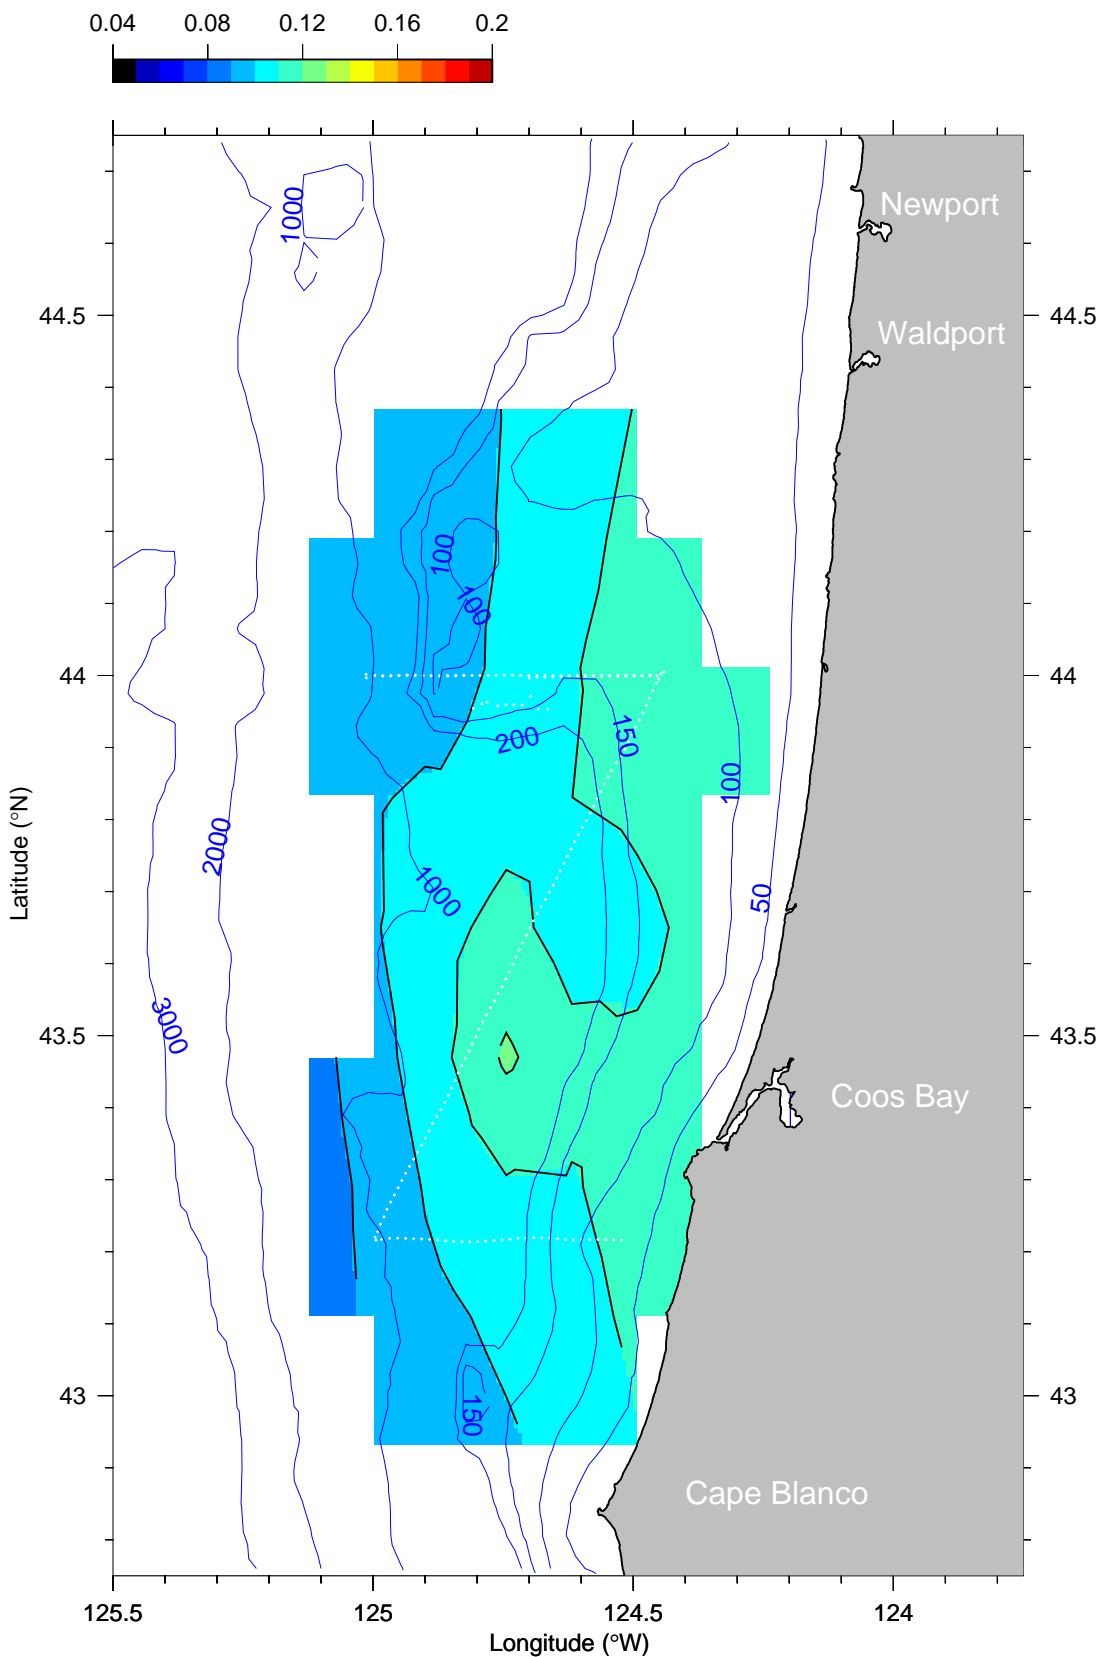 0.04 0.08 0.12 0.16 0.2
Newport
1000
44.5 44.5
Waldport
100
100
44 44
200 150
100
Latitude (°N)
2000
1000
50
3000
43.5 43.5
Coos Bay
43 43
150
Cape Blanco
125.5 125 124.5 124
Longitude (°W)